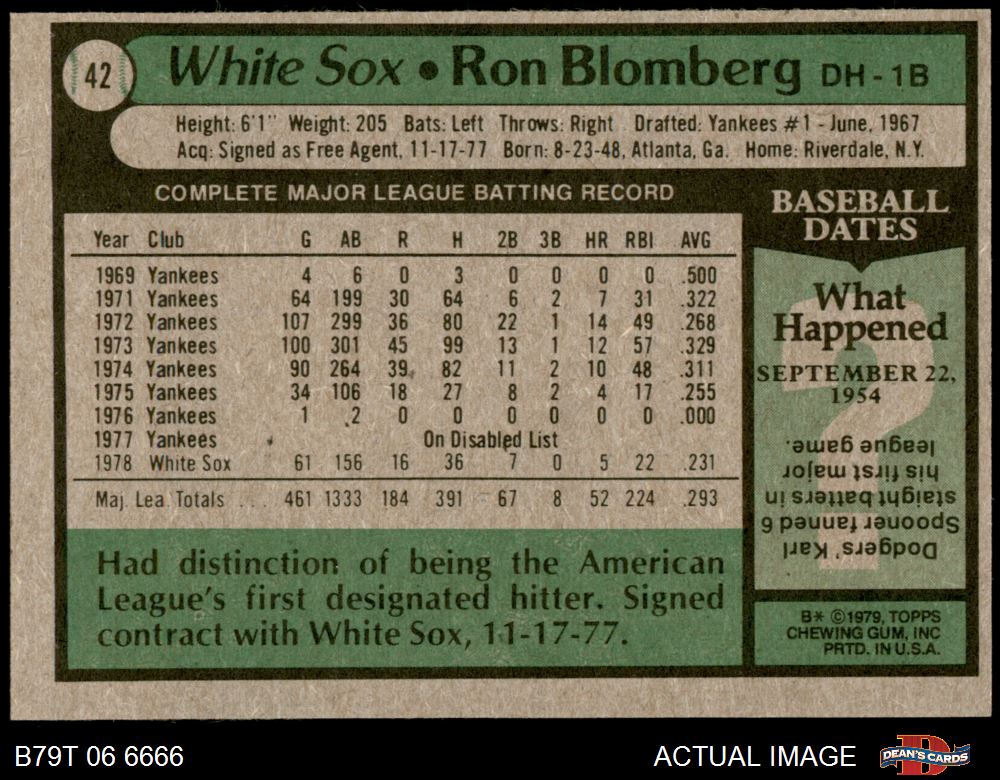 42
White Sox • Ron Blomberg DH - 1B
Height: 6'1" Weight: 205 Bats: Left Throws: Right Drafted: Yankees #1 - June, 1967
Acq: Signed as Free Agent, 11-17-77 Born: 8-23-48, Atlanta, Ga. Home: Riverdale, N.Y.
COMPLETE MAJOR LEAGUE BATTING RECORD
Year Club G AB R H 2B 3B HR RBI AVG
1969 Yankees 4 6 0 3 0 0 0 0 .500
1971 Yankees 64 199 30 64 6 2 7 31 .322
1972 Yankees 107 299 36 80 22 1 14 49 .268
1973 Yankees 100 301 45 99 13 1 12 57 .329
1974 Yankees 90 264 39 82 11 2 10 48 .311
1975 Yankees 34 106 18 27 8 2 4 17 .255
1976 Yankees 1 2 0 0 0 0 0 0 .000
1977 Yankees On Disabled List
1978 White Sox 61 156 16 36 7 0 5 22 .231
Maj. Lea. Totals ... 461 1333 184 391 67 8 52 224 .293
Had distinction of being the American
League's first designated hitter. Signed
contract with White Sox, 11-17-77.
BASEBALL
DATES
What
Happened
SEPTEMBER 22,
1954
Dodgers' Karl
Spooner fanned 6
staight batters in
his first major
league game.
B* ©1979, TOPPS
CHEWING GUM, INC
PRTD. IN U.S.A.
B79T 06 6666
ACTUAL IMAGE
D
DEAN'S CARDS